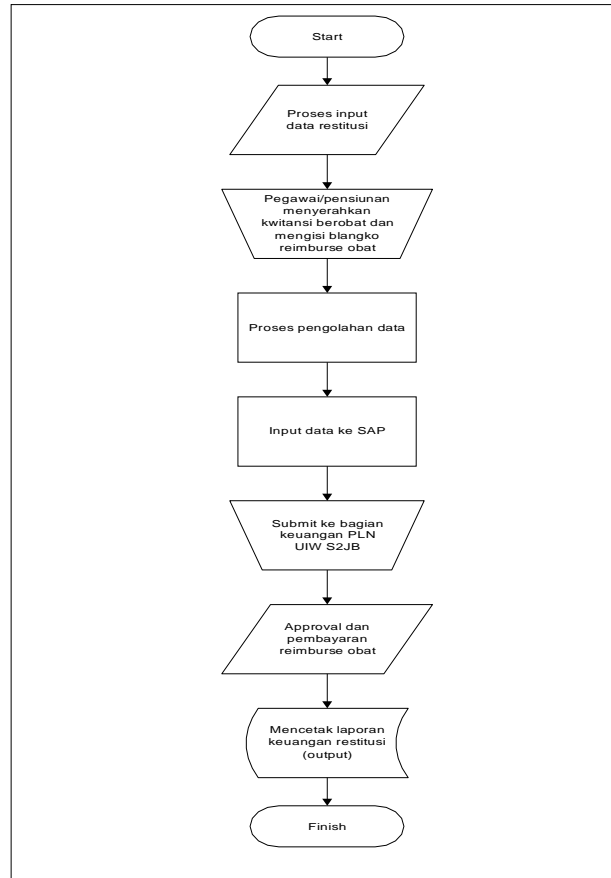 Start
Proses input
data restitusi
Pegawai/pensiunan
menyerahkan
kwitansi berobat dan
mengisi blangko
reimburse obat
Proses pengolahan data
Input data ke SAP
Submit ke bagian
keuangan PLN
UIW S2JB
Approval dan
pembayaran
reimburse obat
Mencetak laporan
keuangan restitusi
(output)
Finish